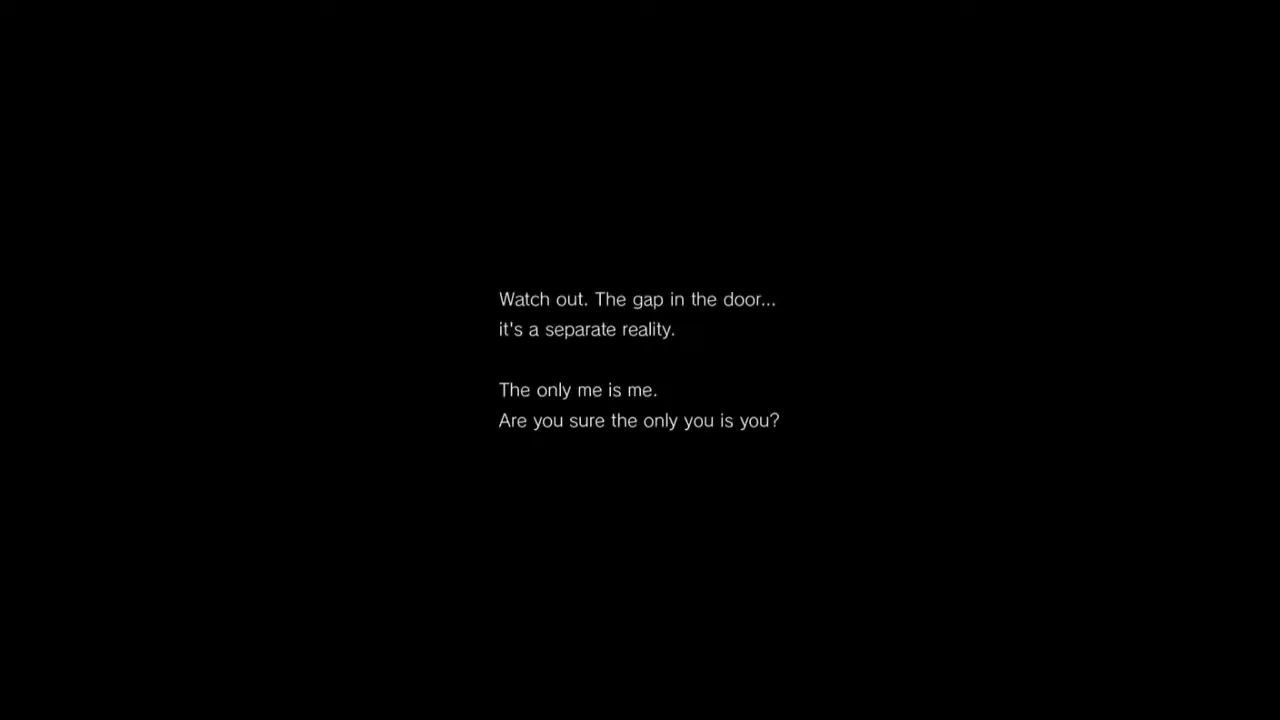 Watch out. The gap in the door...
it's a separate reality.
The only me is me.
Are you sure the only you is you?